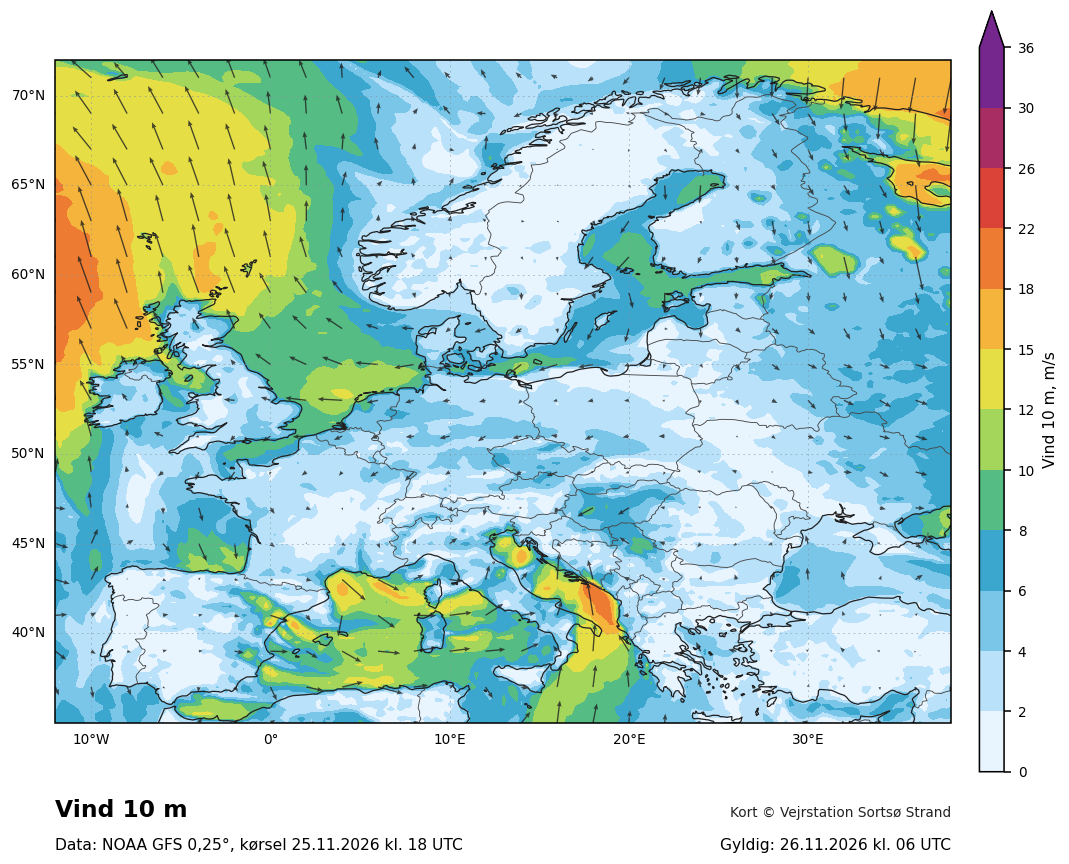 70°N
65°N
60°N
55°N
50°N
45°N
40°N
10°W
0°
10°E
20°E
30°E
36
30
26
22
18
15
12
10
8
6
4
2
0
Vind 10 m, m/s
Vind 10 m
Kort © Vejrstation Sortsø Strand
Data: NOAA GFS 0,25°, kørsel 25.11.2026 kl. 18 UTC
Gyldig: 26.11.2026 kl. 06 UTC